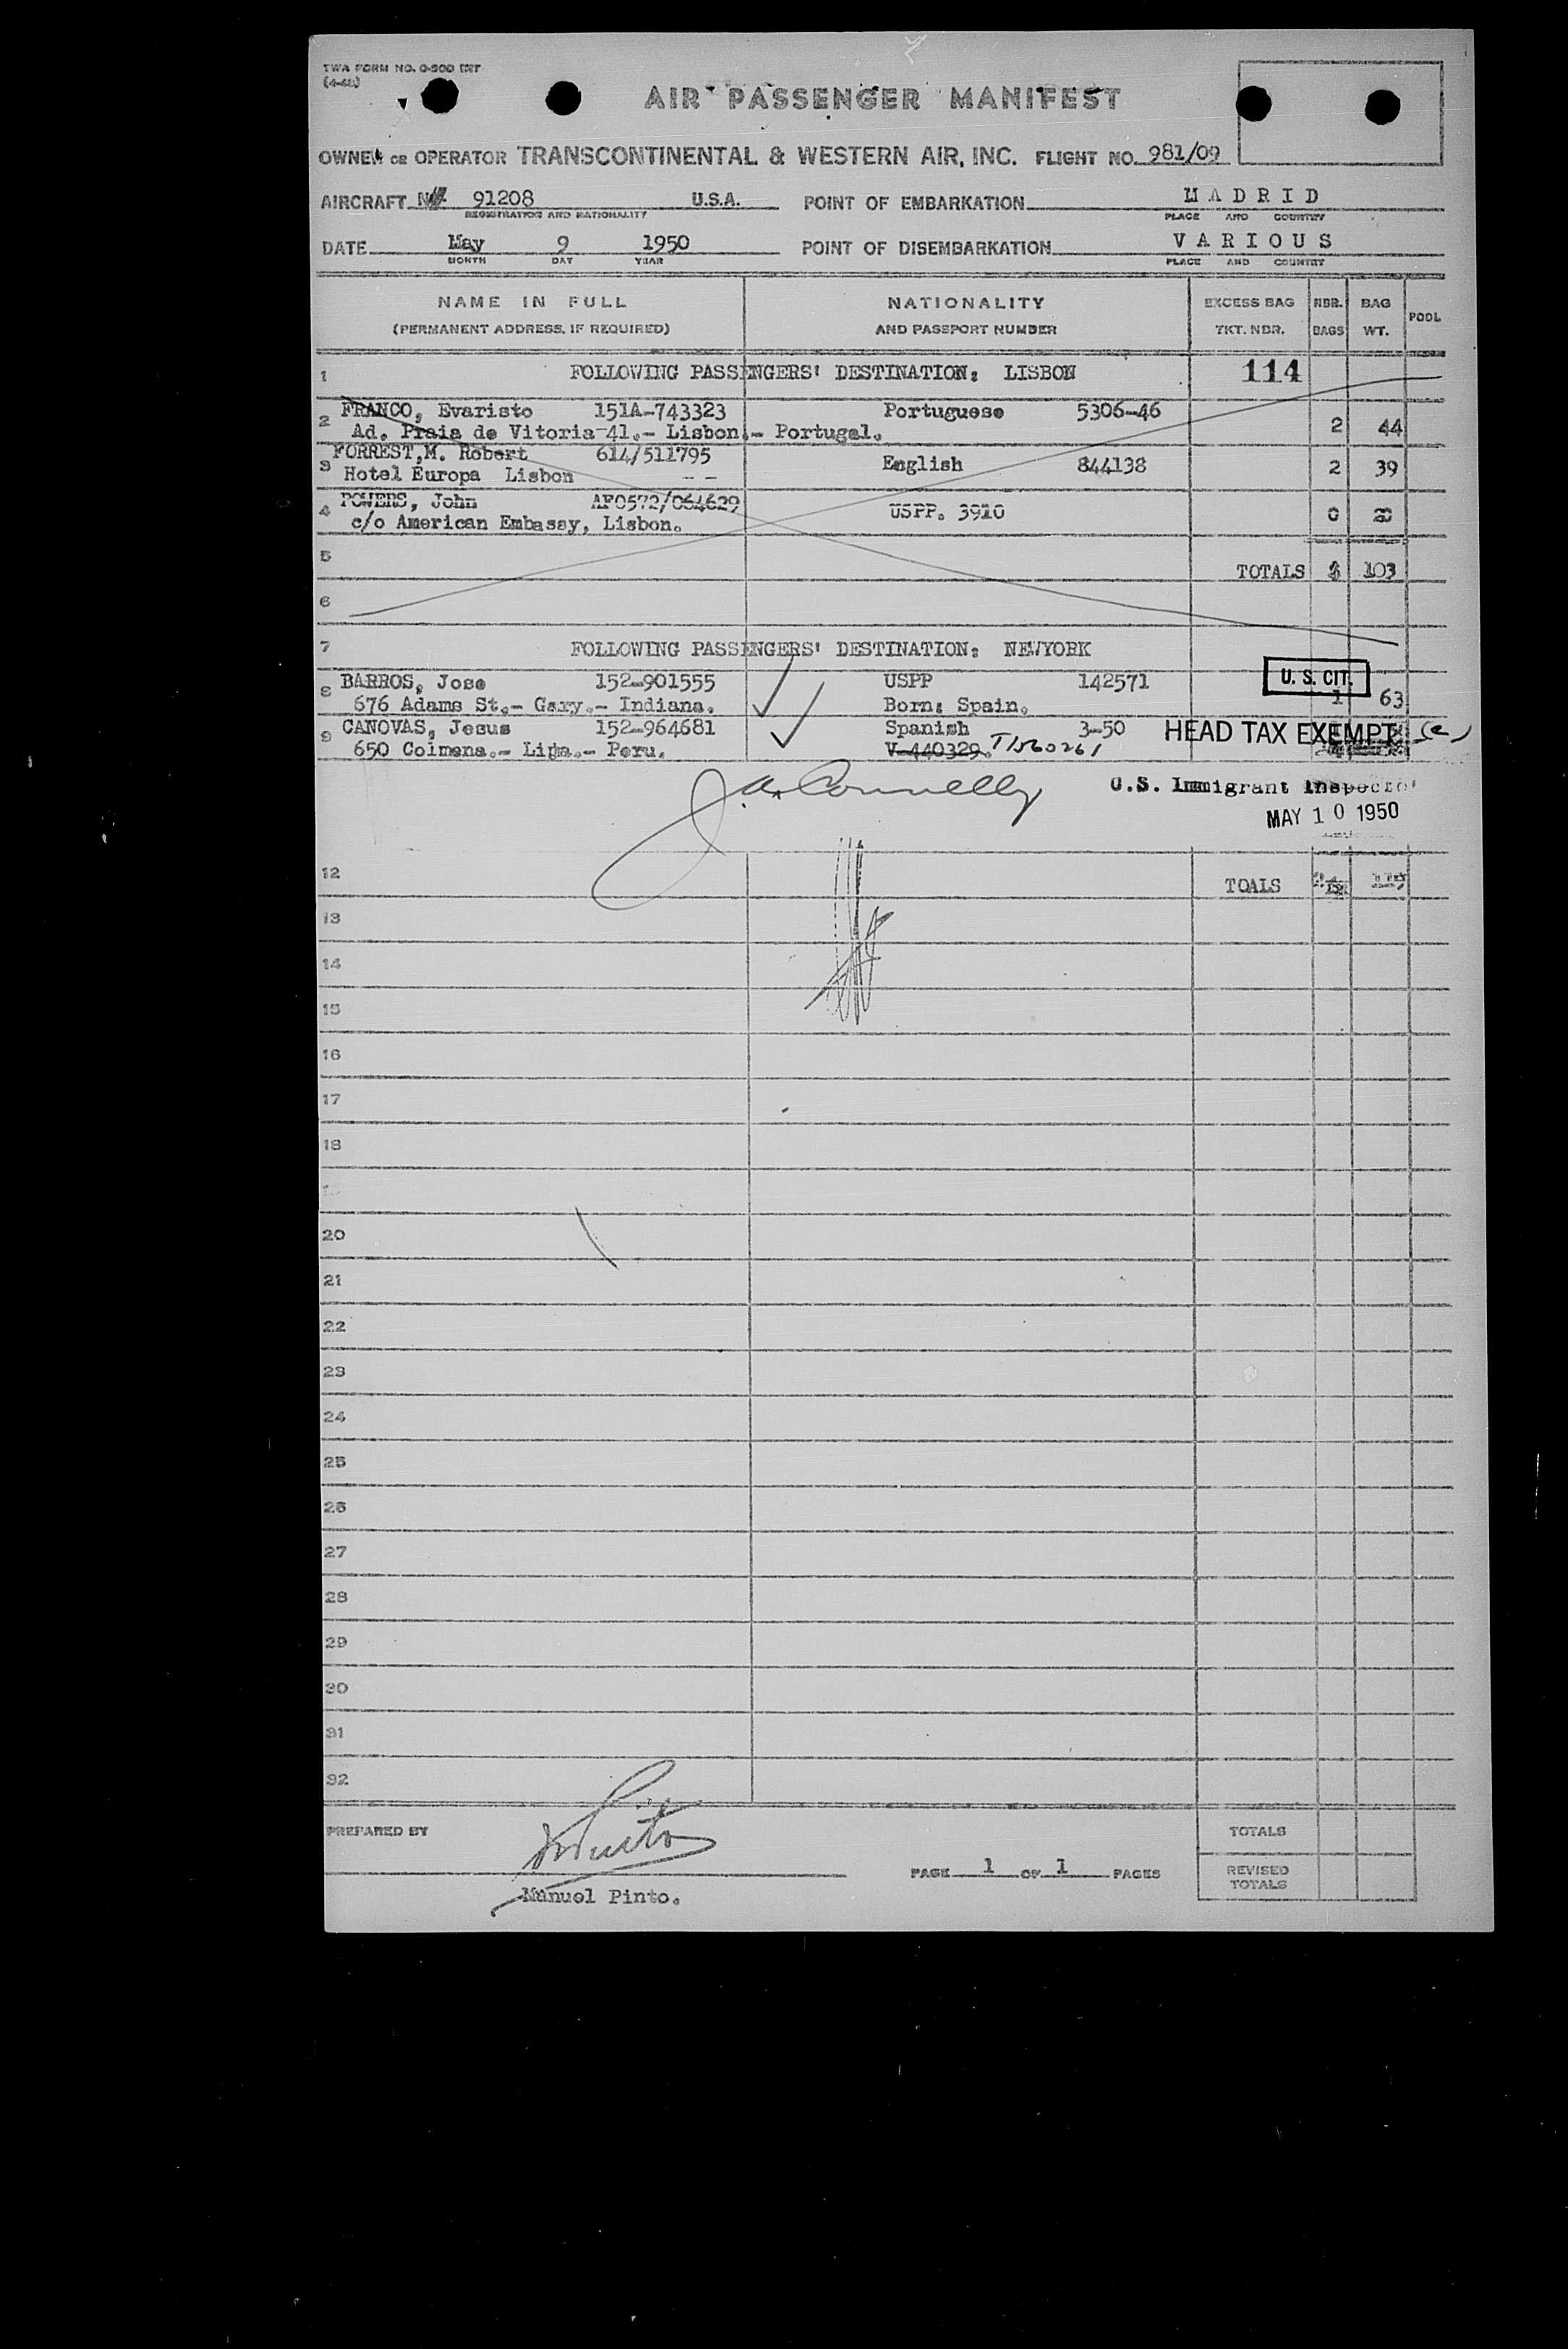 TWA FORM NO. O-500 INT
(4-48)
AIR PASSENGER MANIFEST
OWNER OR OPERATOR TRANSCONTINENTAL & WESTERN AIR, INC. FLIGHT NO. 981/09
AIRCRAFT N 91208 U.S.A. POINT OF EMBARKATION MADRID
REGISTRATION AND NATIONALITY PLACE AND COUNTRY
DATE May 9 1950 POINT OF DISEMBARKATION VARIOUS
MONTH DAY YEAR PLACE AND COUNTRY
NAME IN FULL NATIONALITY EXCESS BAG NBR. BAG POOL
(PERMANENT ADDRESS, IF REQUIRED) AND PASSPORT NUMBER TKT. NBR. BAGS WT.
1 FOLLOWING PASSENGERS' DESTINATION: LISBON 114
2 FRANCO, Evaristo 151A-743323 Portuguese 5306-46 2 44
Ad. Praia de Vitoria 41.- Lisbon.- Portugal.
3 FORREST,M. Robert 614/511795 English 844138 2 39
Hotel Europa Lisbon
4 POWERS, John AF0572/064629 USPP. 3910 0
c/o American Embassy, Lisbon.
5 TOTALS 103
6
7 FOLLOWING PASSENGERS' DESTINATION: NEWYORK
8 BARROS, Jose 152-901555 USPP 142571 U. S. CIT.
676 Adams St.- Gary.- Indiana. Born: Spain. 1 63
9 CANOVAS, Jesus 152-964681 Spanish 3-50 HEAD TAX EXEMPT
650 Colmena.- Lima.- Peru. V-440329.
J.A. Connelly U.S. Immigrant Inspector
MAY 10 1950
12 TOALS
13
14
15
16
17
18
20
21
22
23
24
25
26
27
28
29
30
31
32
PREPARED BY TOTALS
PAGE 1 OF 1 PAGES REVISED TOTALS
Manuel Pinto.